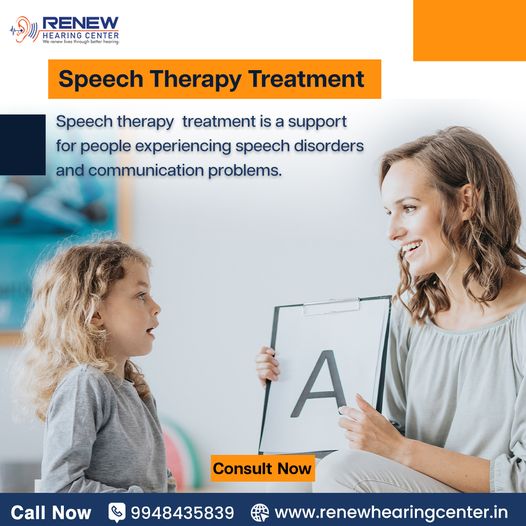 RENEW
HEARING CENTER
We renew lives through better hearing
Speech Therapy Treatment
Speech therapy treatment is a support
for people experiencing speech disorders
and communication problems.
A
Consult Now
Call Now 9948435839 www.renewhearingcenter.in